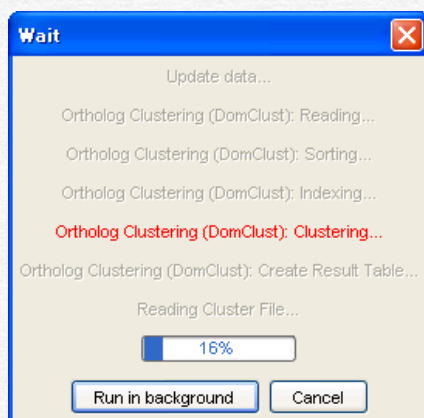 Wait
Update data...
Ortholog Clustering (DomClust): Reading...
Ortholog Clustering (DomClust): Sorting...
Ortholog Clustering (DomClust): Indexing...
Ortholog Clustering (DomClust): Clustering...
Ortholog Clustering (DomClust): Create Result Table...
Reading Cluster File...
16%
Run in background Cancel